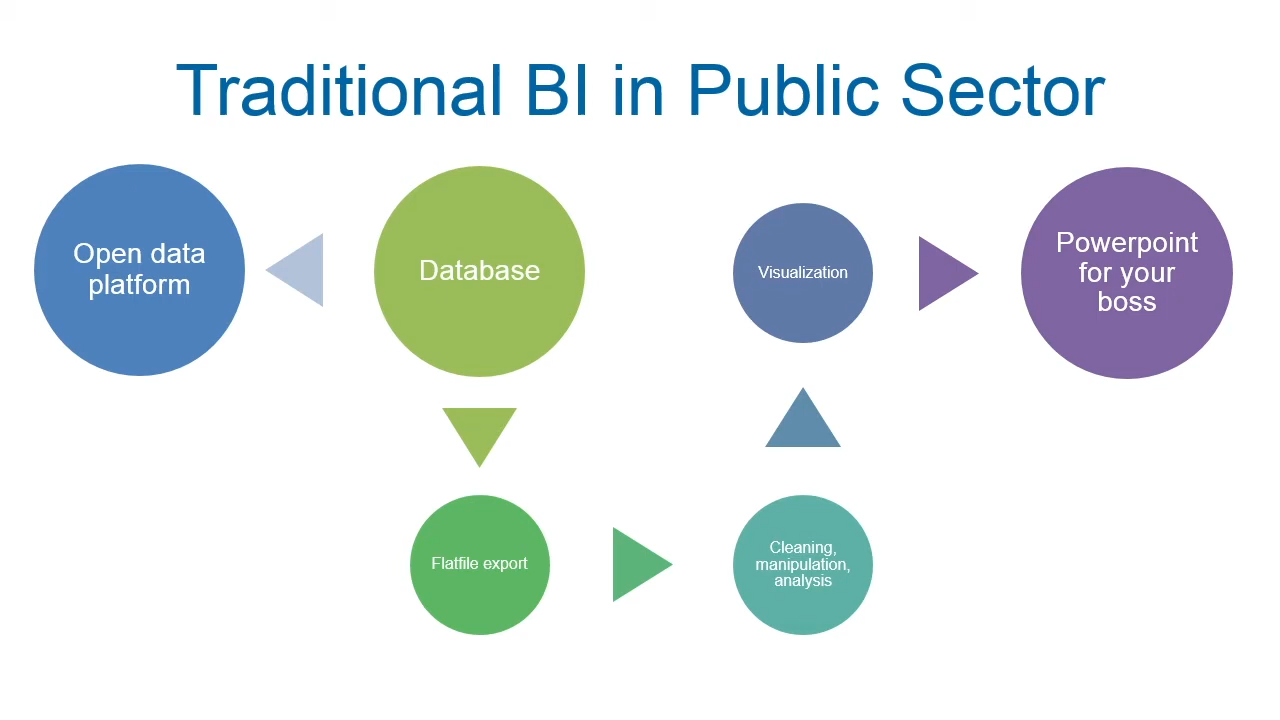 Traditional BI in Public Sector
Open data
platform
Database
Visualization
Powerpoint
for your
boss
Flatfile export
Cleaning,
manipulation,
analysis